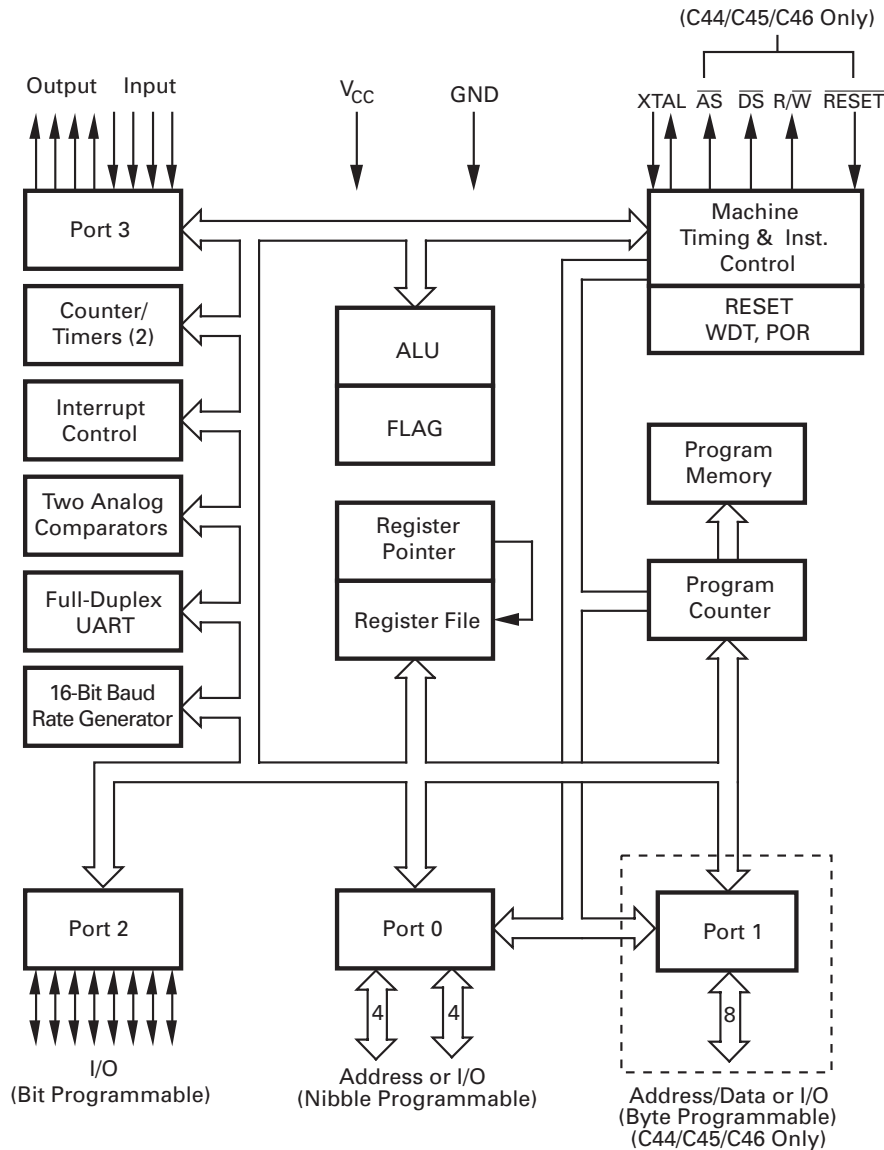 (C44/C45/C46 Only)
Output
Input
VCC
GND
XTAL
AS
DS
R/W
RESET
Port 3
Machine
Timing & Inst.
Control
RESET
WDT, POR
Counter/
Timers (2)
ALU
FLAG
Interrupt
Control
Program
Memory
Two Analog
Comparators
Register
Pointer
Register File
Program
Counter
Full-Duplex
UART
16-Bit Baud
Rate Generator
Port 2
Port 0
Port 1
4
4
8
I/O
(Bit Programmable)
Address or I/O
(Nibble Programmable)
Address/Data or I/O
(Byte Programmable)
(C44/C45/C46 Only)